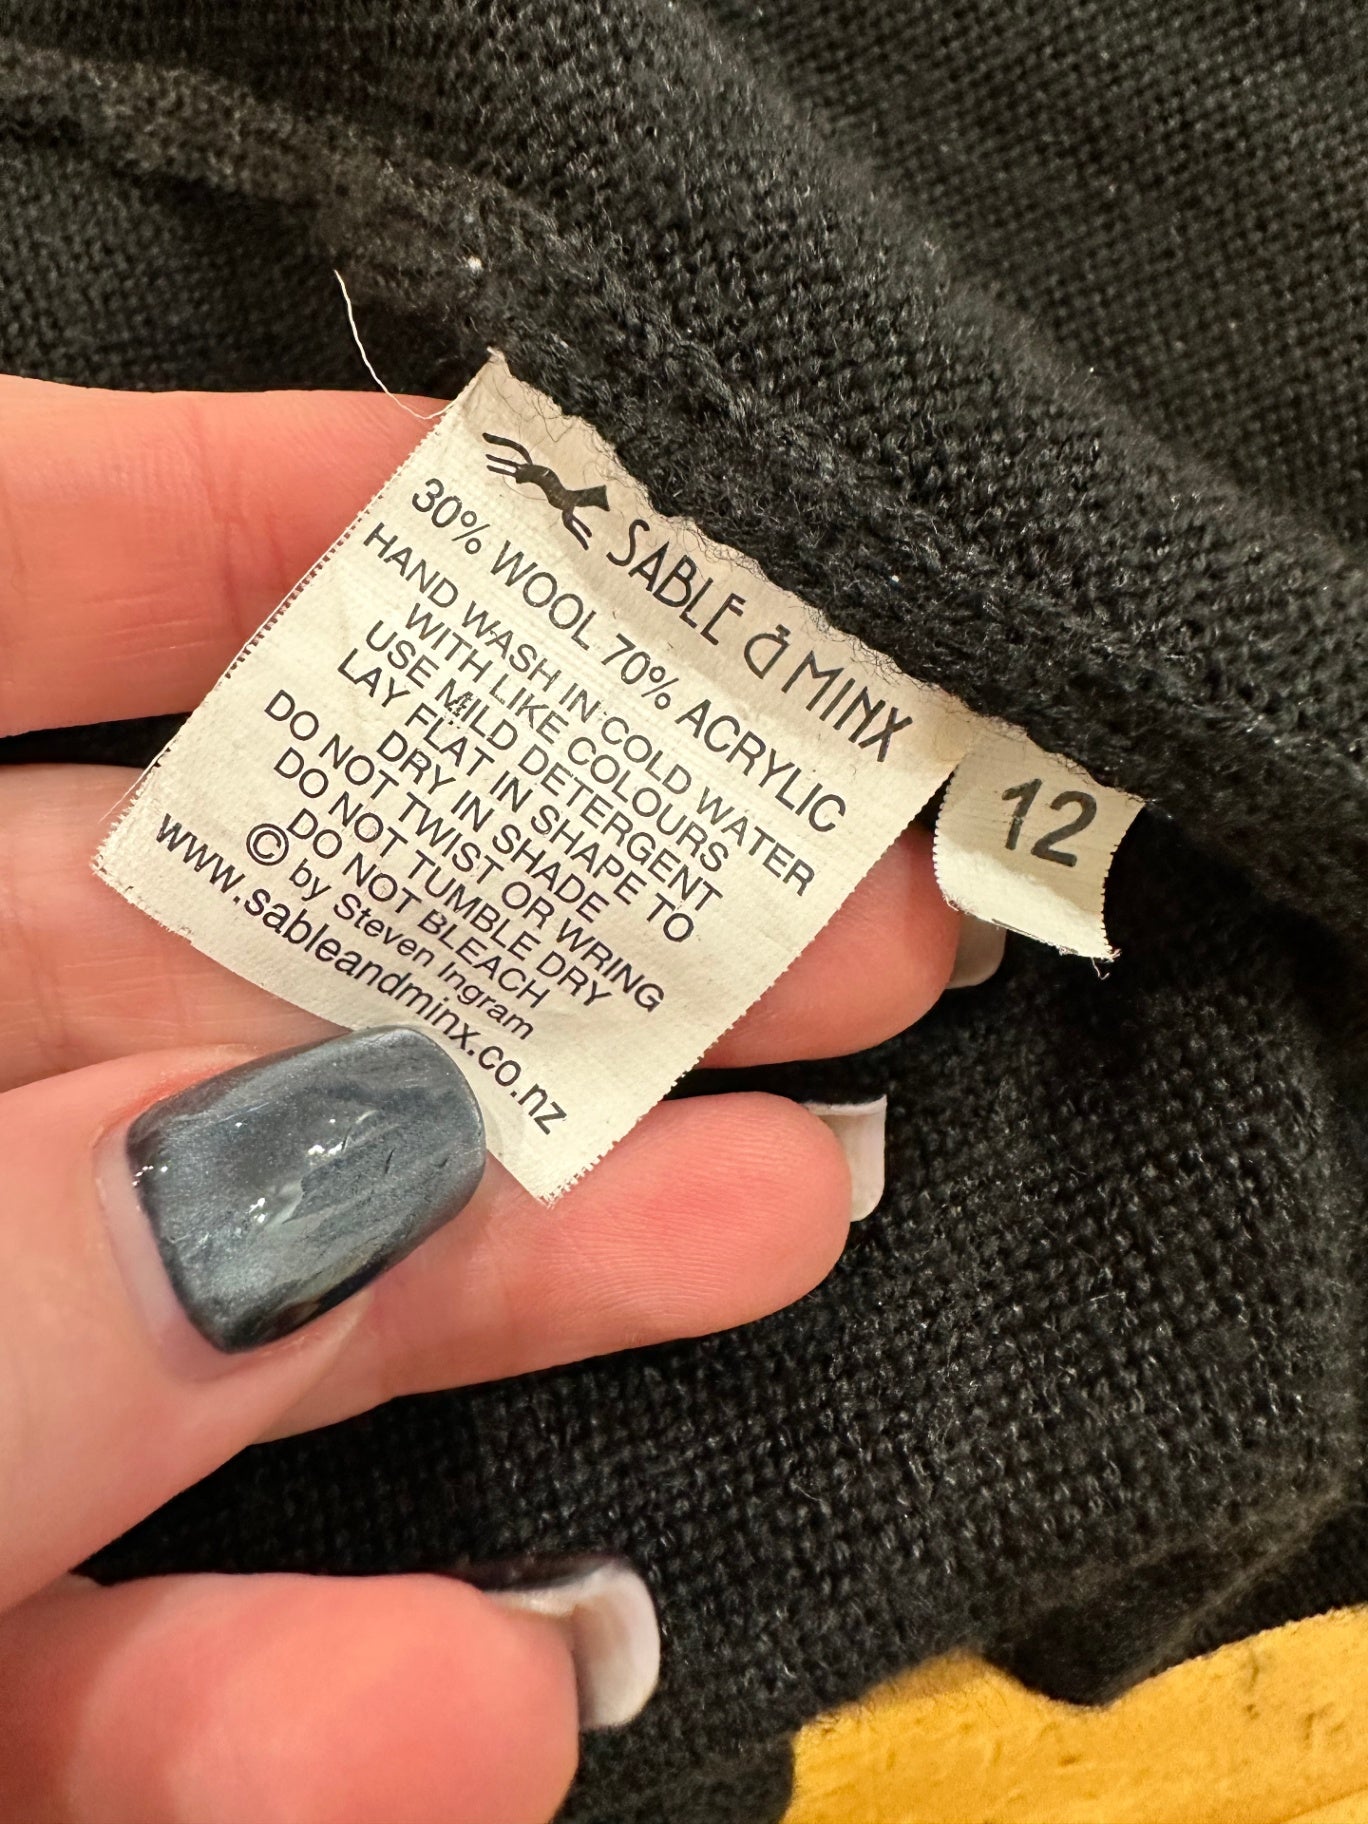 SABLE & MINX
30% WOOL 70% ACRYLIC
HAND WASH IN COLD WATER
WITH LIKE COLOURS
USE MILD DETERGENT
LAY FLAT IN SHAPE TO
DRY IN SHADE
DO NOT TWIST OR WRING
DO NOT TUMBLE DRY
DO NOT BLEACH
© by Steven Ingram
www.sableandminx.co.nz
12